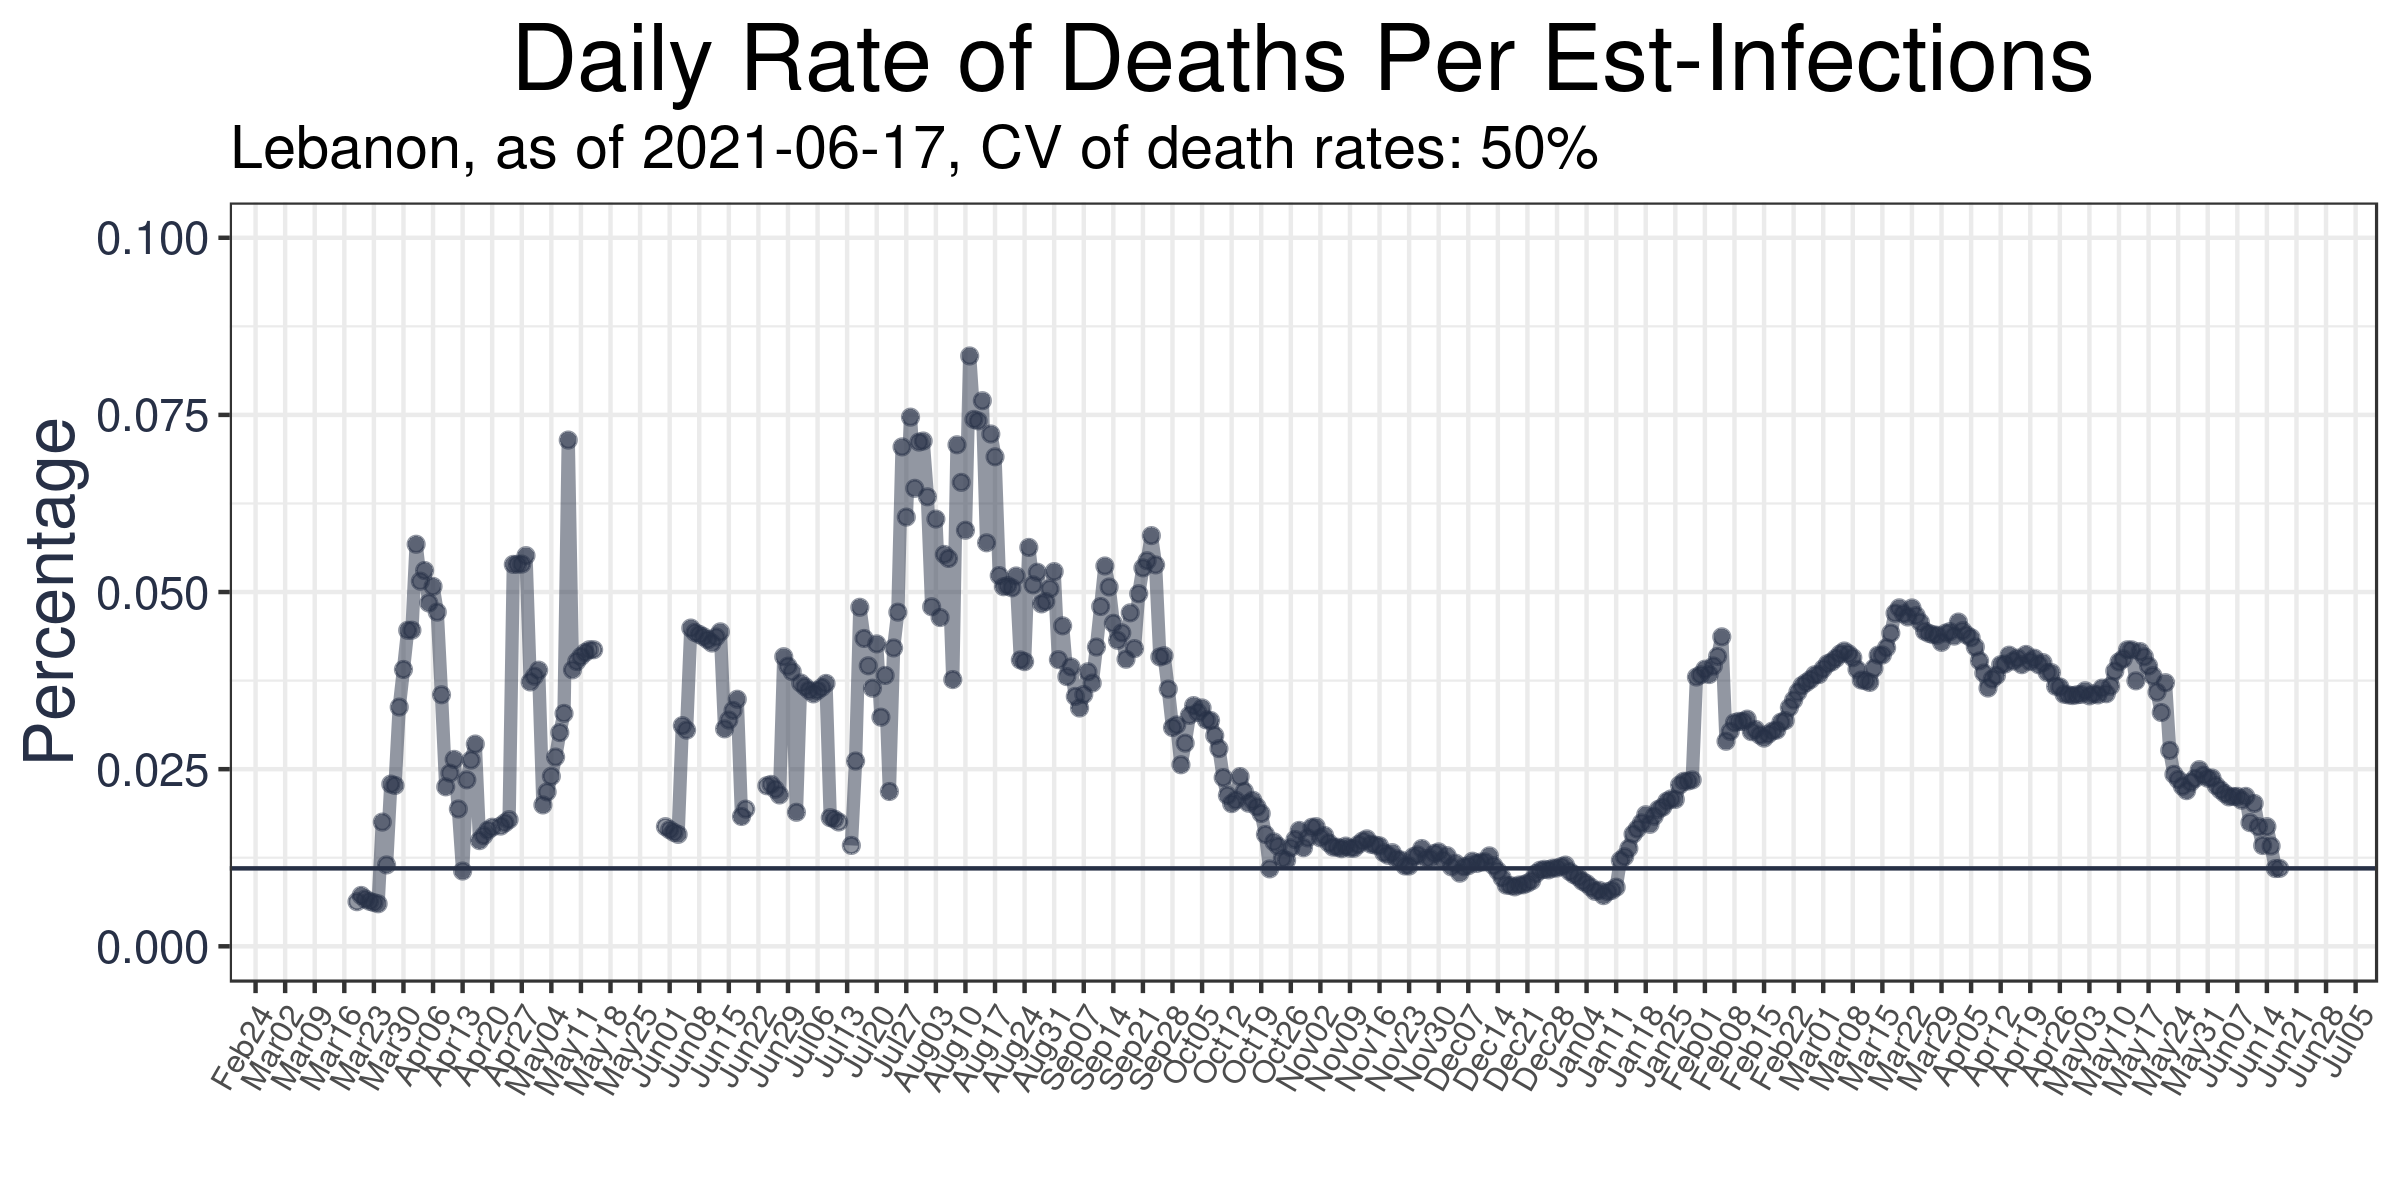 Daily Rate of Deaths Per Est-Infections
Lebanon, as of 2021-06-17, CV of death rates: 50%
Percentage
0.100
0.075
0.050
0.025
0.000
Feb24
Mar02
Mar09
Mar16
Mar23
Mar30
Apr06
Apr13
Apr20
Apr27
May04
May11
May18
May25
Jun01
Jun08
Jun15
Jun22
Jun29
Jul06
Jul13
Jul20
Jul27
Aug03
Aug10
Aug17
Aug24
Aug31
Sep07
Sep14
Sep21
Sep28
Oct05
Oct12
Oct19
Oct26
Nov02
Nov09
Nov16
Nov23
Nov30
Dec07
Dec14
Dec21
Dec28
Jan04
Jan11
Jan18
Jan25
Feb01
Feb08
Feb15
Feb22
Mar01
Mar08
Mar15
Mar22
Mar29
Apr05
Apr12
Apr19
Apr26
May03
May10
May17
May24
May31
Jun07
Jun14
Jun21
Jun28
Jul05